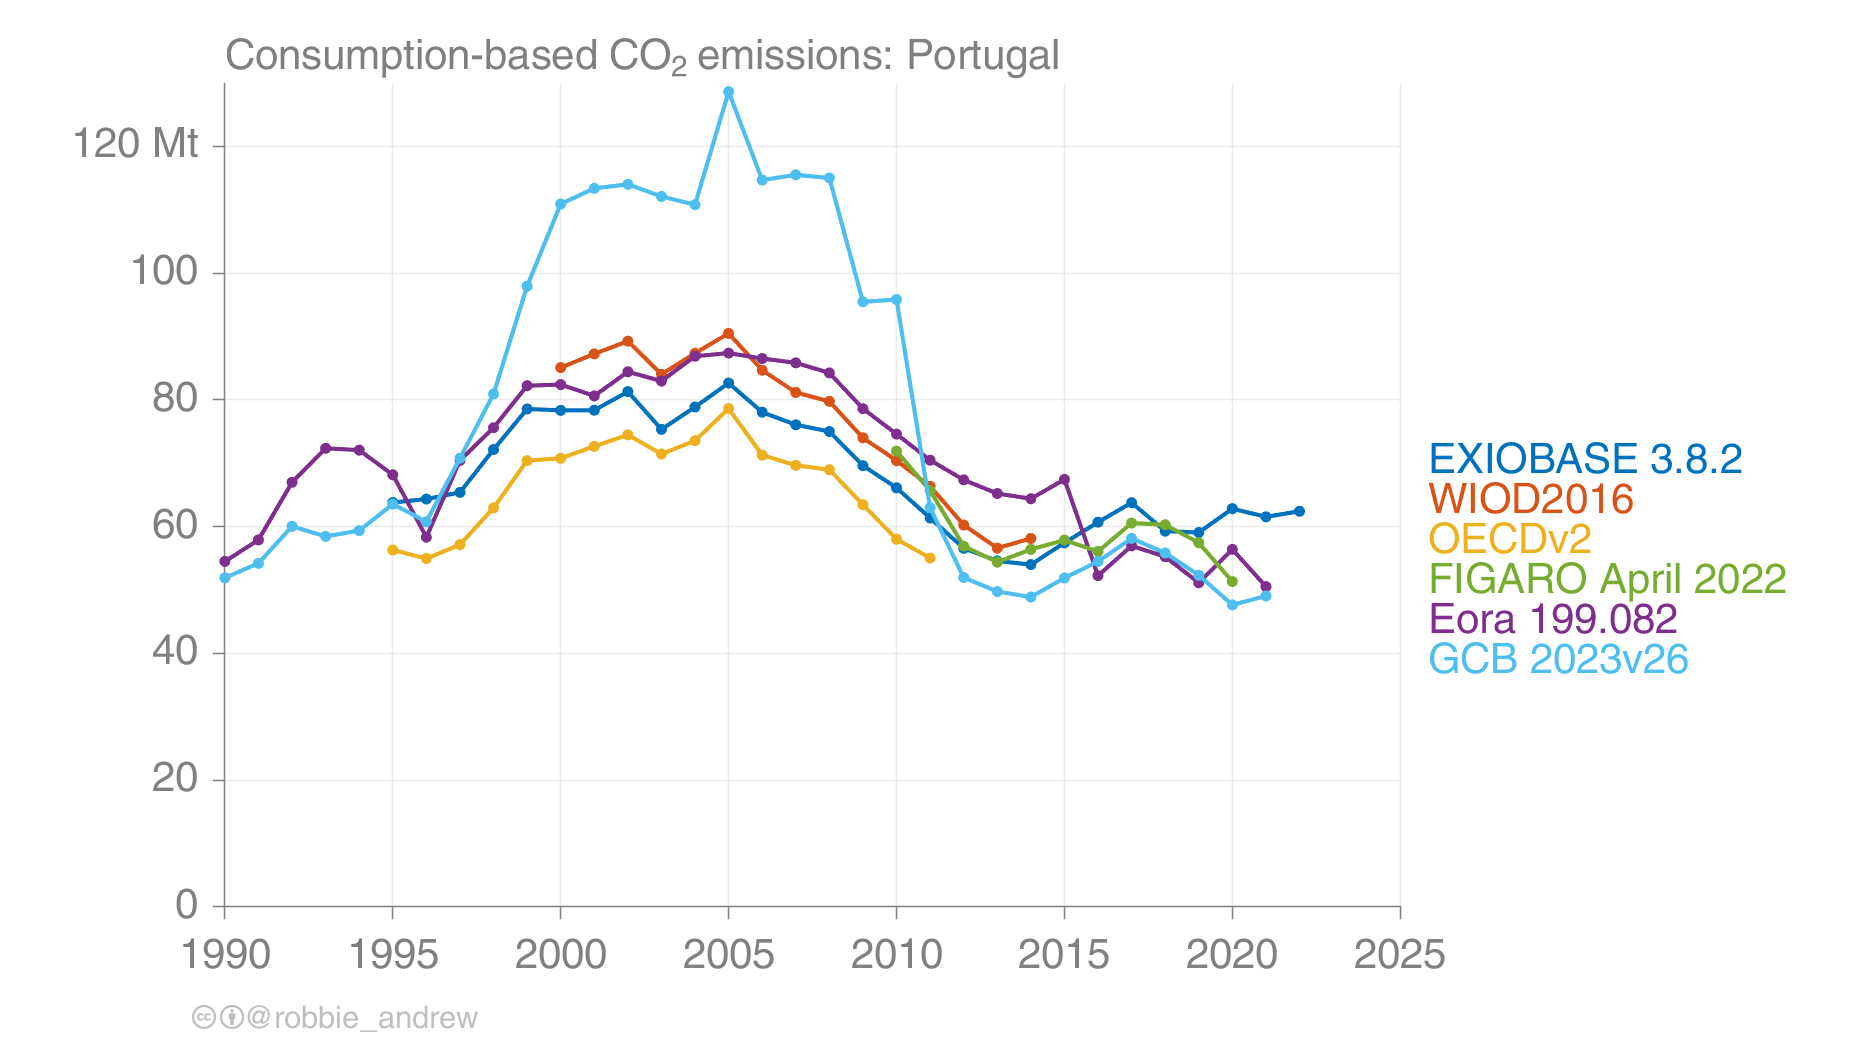 Consumption-based CO₂ emissions: Portugal
120 Mt
100
80
60
40
20
0
1990 1995 2000 2005 2010 2015 2020 2025
EXIOBASE 3.8.2
WIOD2016
OECDv2
FIGARO April 2022
Eora 199.082
GCB 2023v26
@robbie_andrew